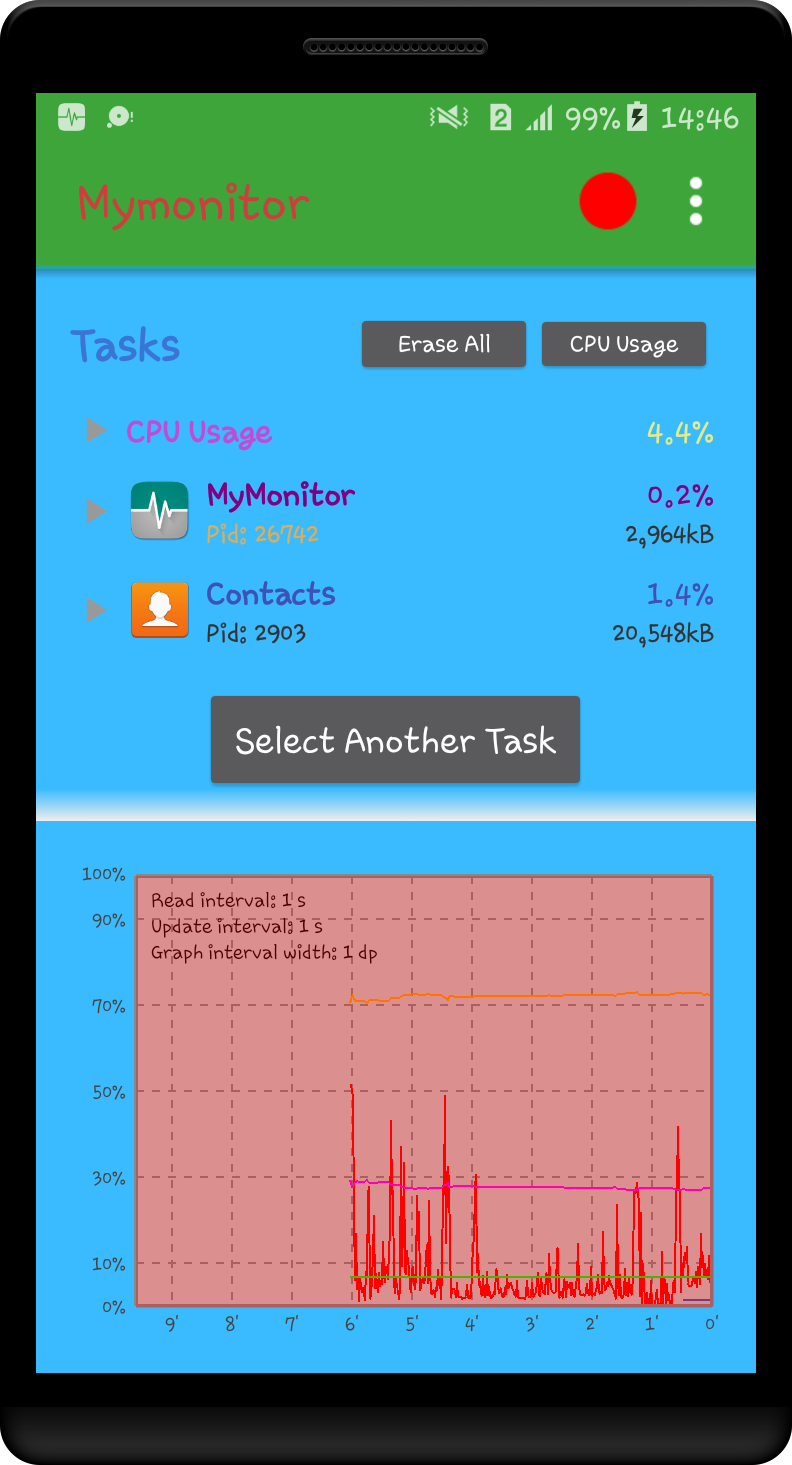 2 99% 14:46
Mymonitor
Tasks Erase All CPU Usage
CPU Usage 4.4%
MyMonitor 0.2%
Pid: 26742 2,964kB
Contacts 1.4%
Pid: 2903 20,548kB
Select Another Task
100%
Read interval: 1 s
90%
Update interval: 1 s
Graph interval width: 1 dp
70%
50%
30%
10%
0%
9' 8' 7' 6' 5' 4' 3' 2' 1' 0'